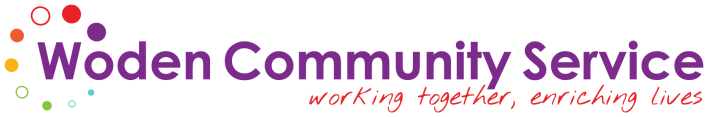 Woden Community Service
working together, enriching lives